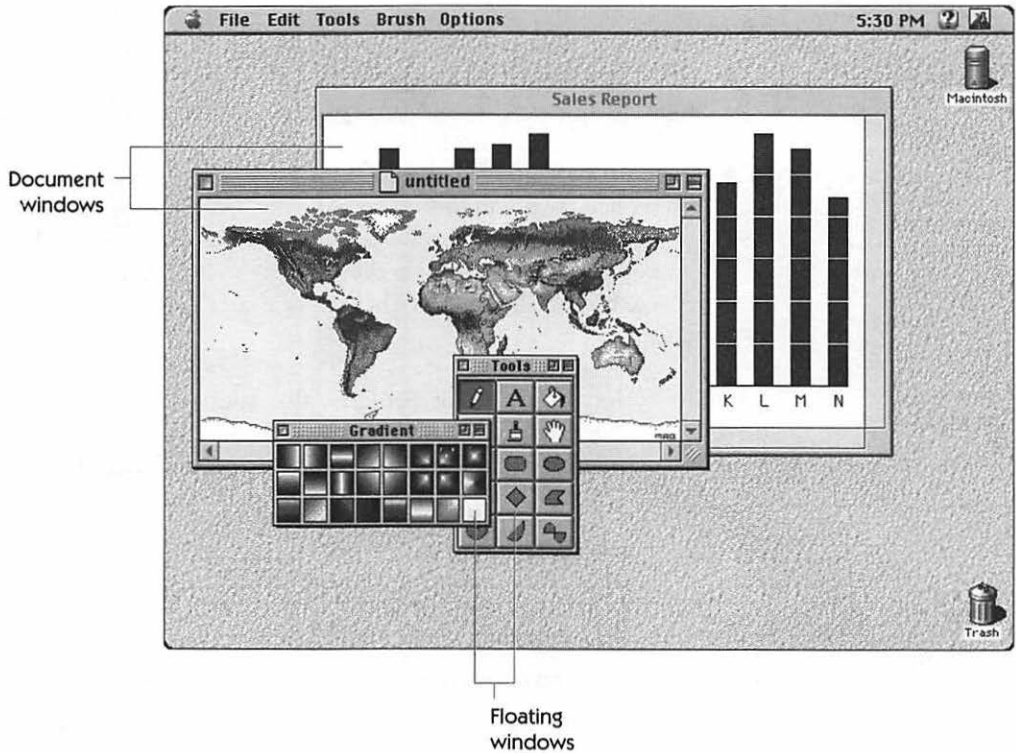 File Edit Tools Brush Options 5:30 PM
Macintosh
Sales Report
Document
windows
untitled
Tools
A
K L M N
Gradient
Trash
Floating
windows